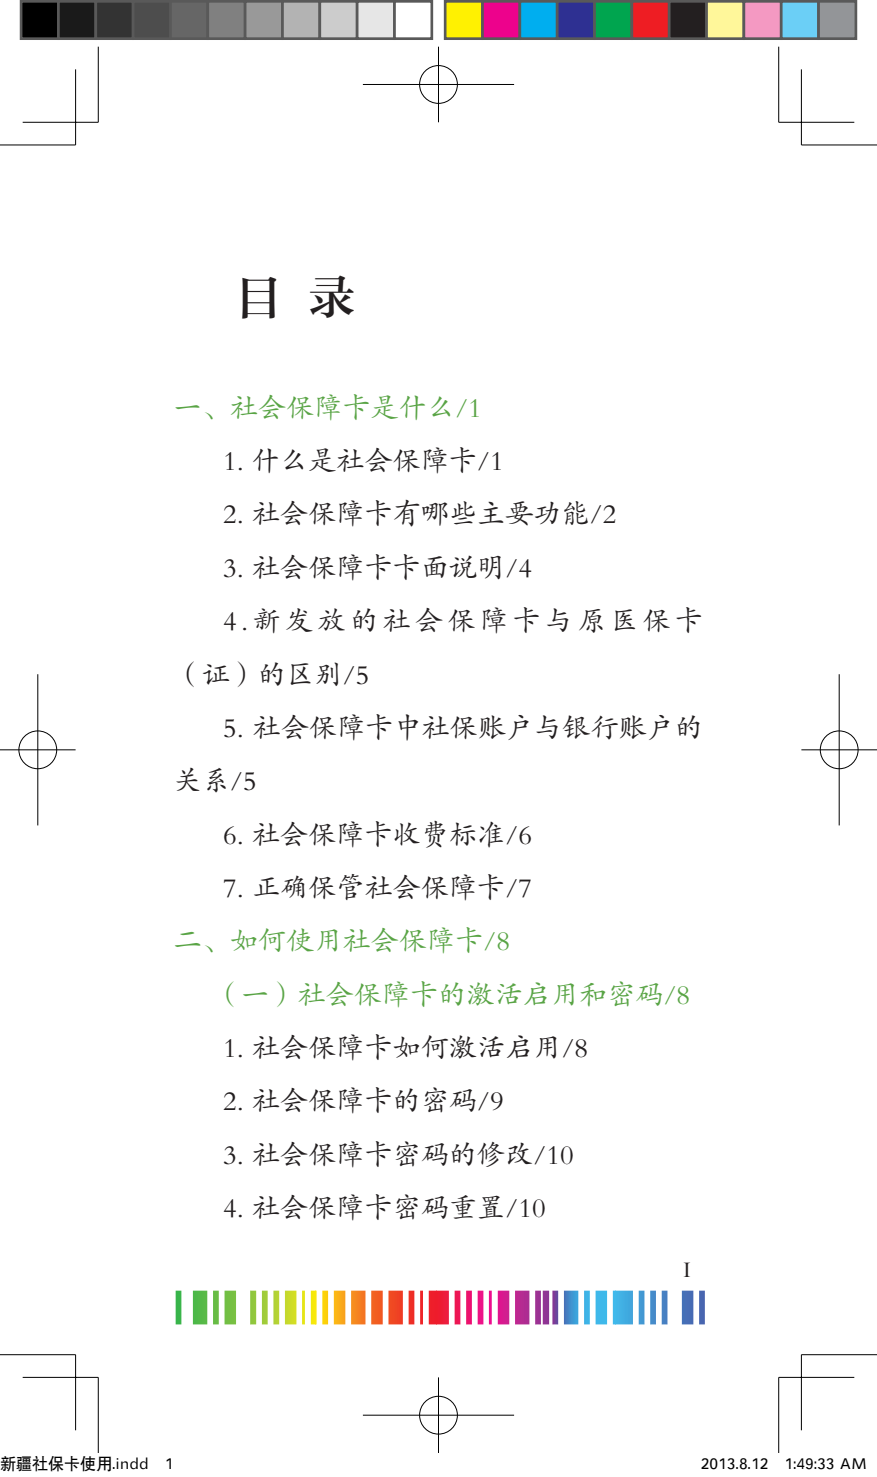 目 录
一、社会保障卡是什么/1
1. 什么是社会保障卡/1
2. 社会保障卡有哪些主要功能/2
3. 社会保障卡卡面说明/4
4.新发放的社会保障卡与原医保卡
（证）的区别/5
5. 社会保障卡中社保账户与银行账户的
关系/5
6. 社会保障卡收费标准/6
7. 正确保管社会保障卡/7
二、如何使用社会保障卡/8
（一）社会保障卡的激活启用和密码/8
1. 社会保障卡如何激活启用/8
2. 社会保障卡的密码/9
3. 社会保障卡密码的修改/10
4. 社会保障卡密码重置/10
I
新疆社保卡使用.indd 1 2013.8.12 1:49:33 AM